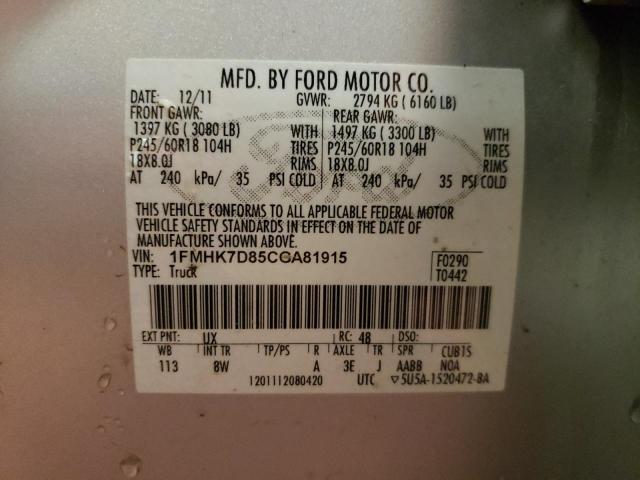 MFD. BY FORD MOTOR CO.
DATE: 12/11 GVWR: 2794 KG ( 6160 LB)
FRONT GAWR: REAR GAWR:
1397 KG ( 3080 LB) WITH 1497 KG ( 3300 LB) WITH
P245/60R18 104H TIRES P245/60R18 104H TIRES
18X8.0J RIMS 18X8.0J RIMS
AT 240 kPa/ 35 PSI COLD AT 240 kPa/ 35 PSI COLD
THIS VEHICLE CONFORMS TO ALL APPLICABLE FEDERAL MOTOR
VEHICLE SAFETY STANDARDS IN EFFECT ON THE DATE OF
MANUFACTURE SHOWN ABOVE.
VIN: 1FMHK7D85CGA81915 F0290
TYPE: Truck T0442
EXT PNT: UX RC: 48 DSO:
WB INT TR TP/PS R AXLE TR SPR CUB1S
113 8W A 3E J AABB NOA
1201112080420 UTC ▽5U5A-1520472-BA